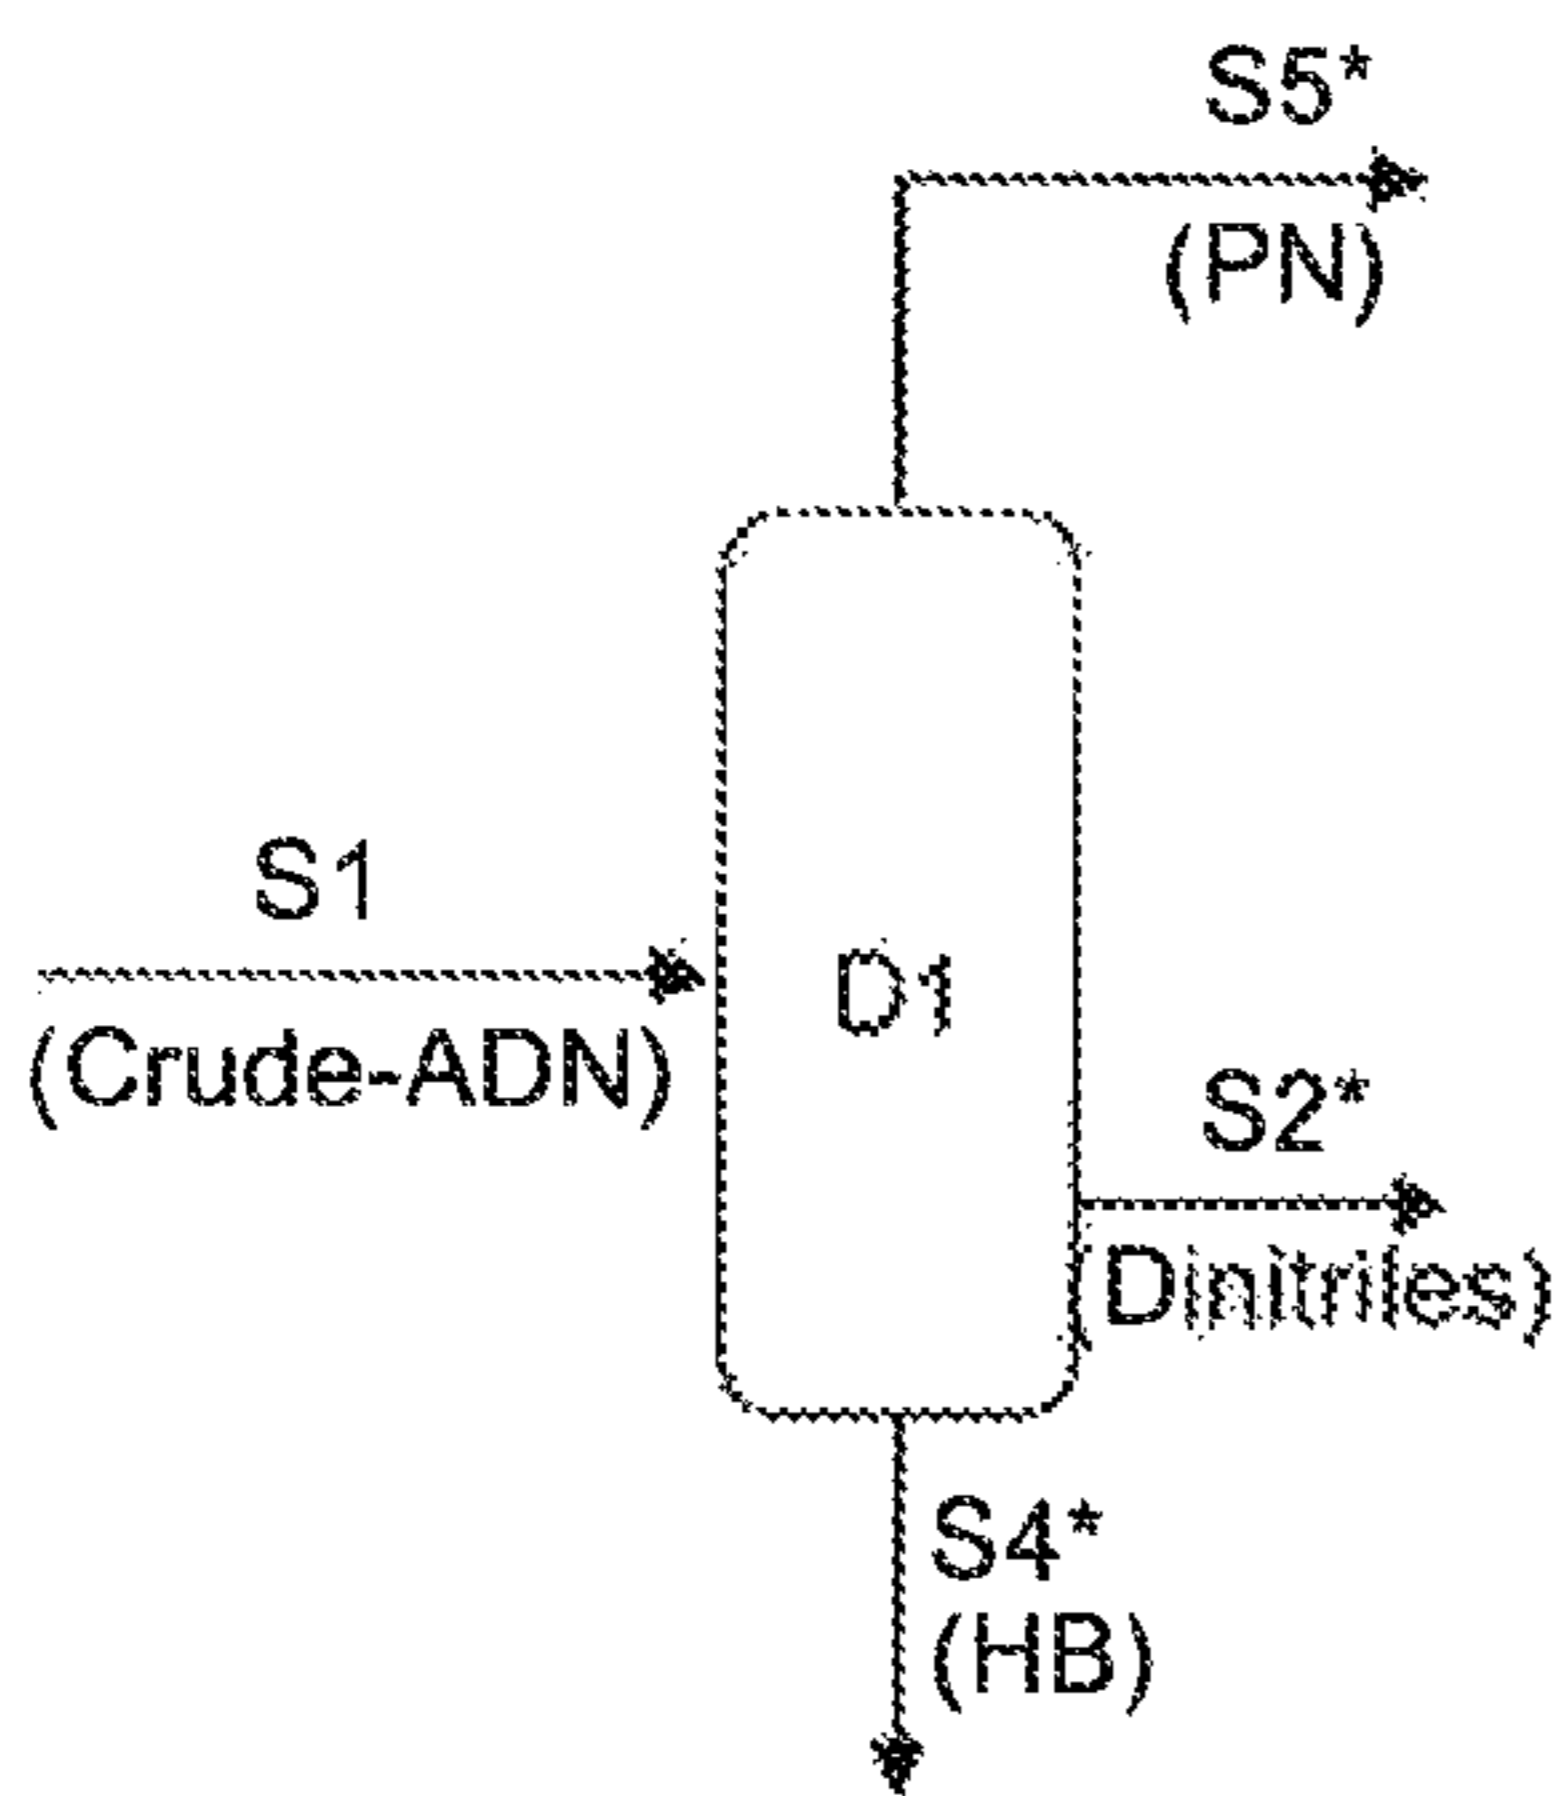 S5*
(PN)
S1
(Crude-ADN)
D1
S2*
(Dinitriles)
S4*
(HB)